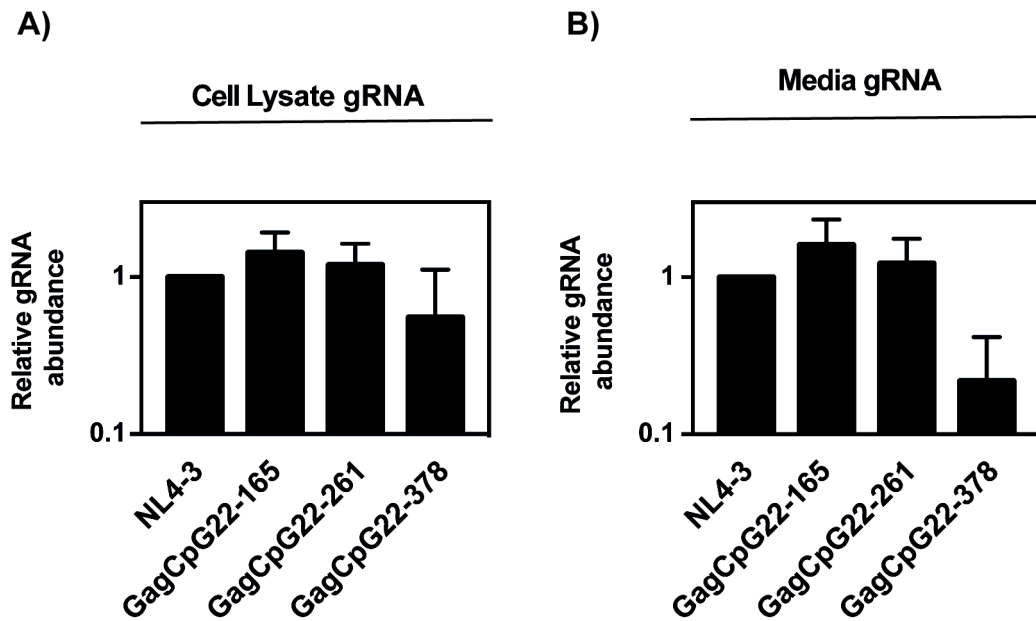 A)
Cell Lysate gRNA
Relative gRNA
abundance
1
0.1
NL4-3
GagCpG22-165
GagCpG22-261
GagCpG22-378
B)
Media gRNA
Relative gRNA
abundance
1
0.1
NL4-3
GagCpG22-165
GagCpG22-261
GagCpG22-378